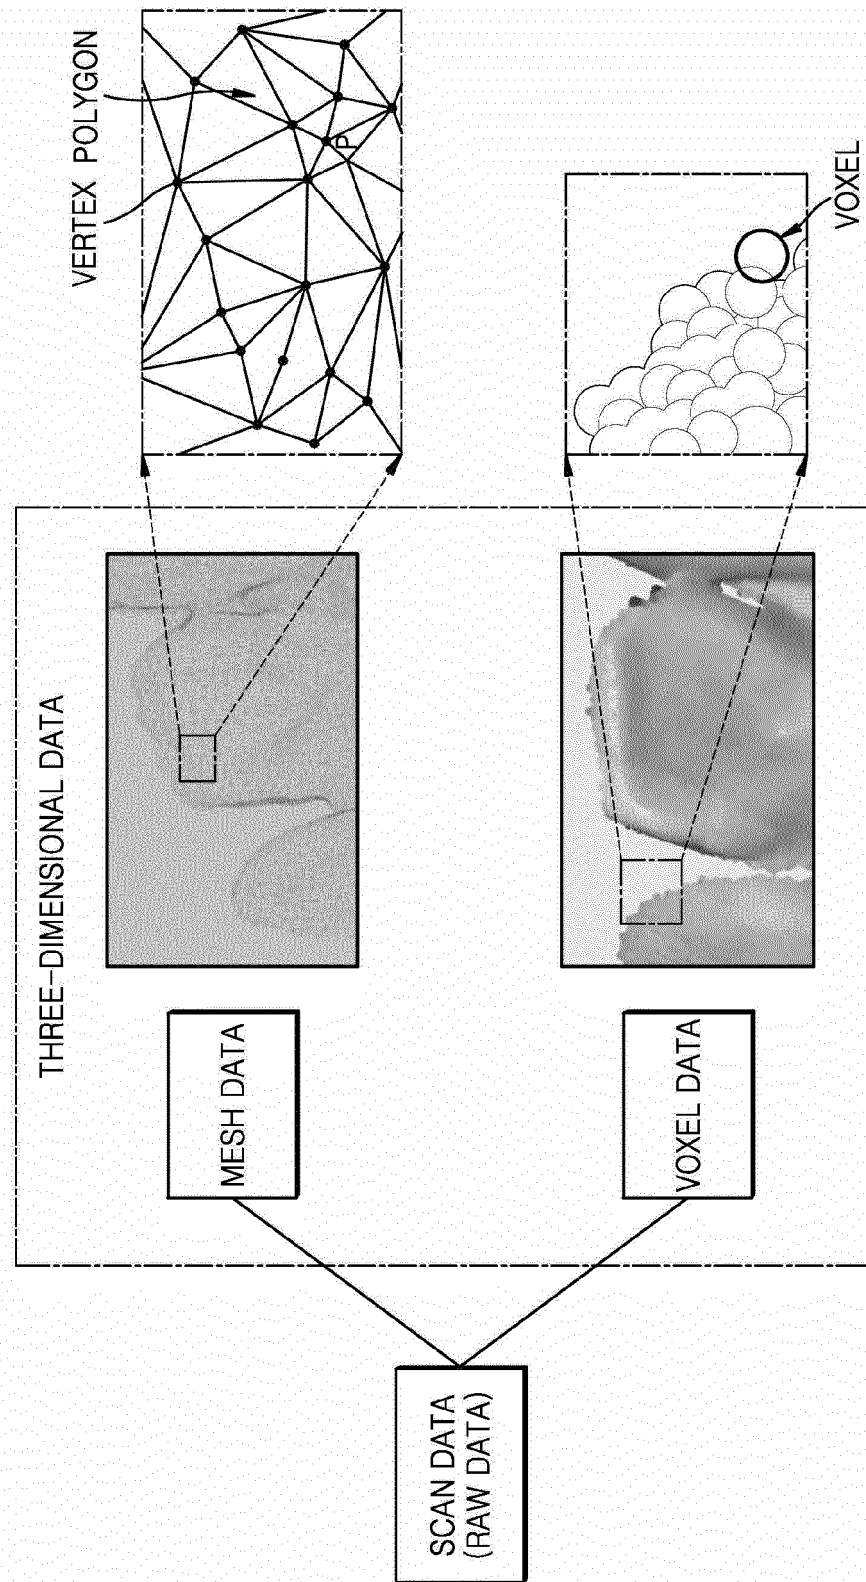 THREE-DIMENSIONAL DATA
SCAN DATA
(RAW DATA)
MESH DATA
VERTEX POLYGON
P
VOXEL DATA
VOXEL